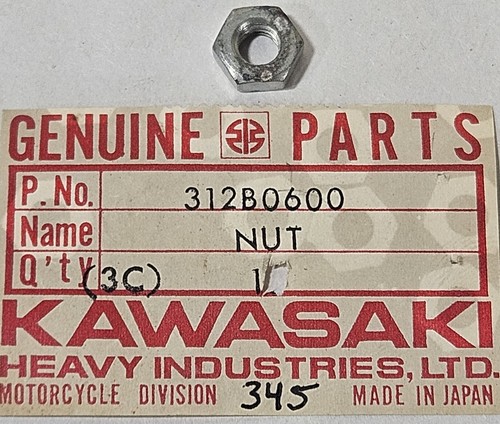 GENUINE PARTS
P. No. 312B0600
Name NUT
Q'ty (3C) 1
KAWASAKI
HEAVY INDUSTRIES, LTD.
MOTORCYCLE DIVISION 345 MADE IN JAPAN